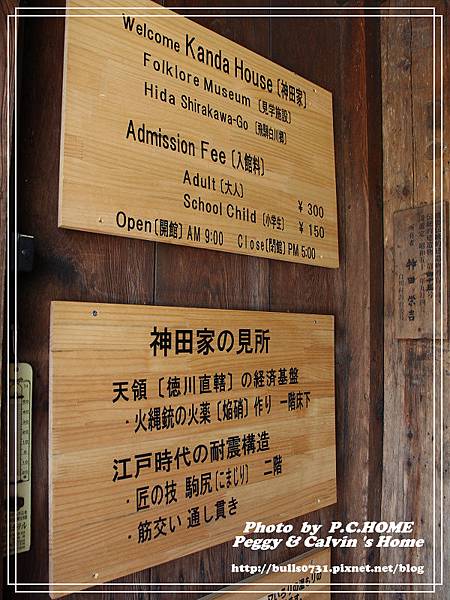 Welcome Kanda House [神田家]
Folklore Museum [見学施設]
Hida Shirakawa-Go [飛騨白川郷]
Admission Fee [入館料]
Adult [大人] ¥ 300
School Child [小学生] ¥ 150
Open [開館] AM 9:00 Close [閉館] PM 5:00
神田家の見所
天領〔徳川直轄〕の経済基盤
・火縄銃の火薬〔焔硝〕作り 一階床下
江戸時代の耐震構造
・匠の技 駒尻(こまじり) 二階
・筋交い 通し貫き
神田
Photo by P.C.HOME
Peggy & Calvin 's Home
http://bulls0731.pixnet.net/blog